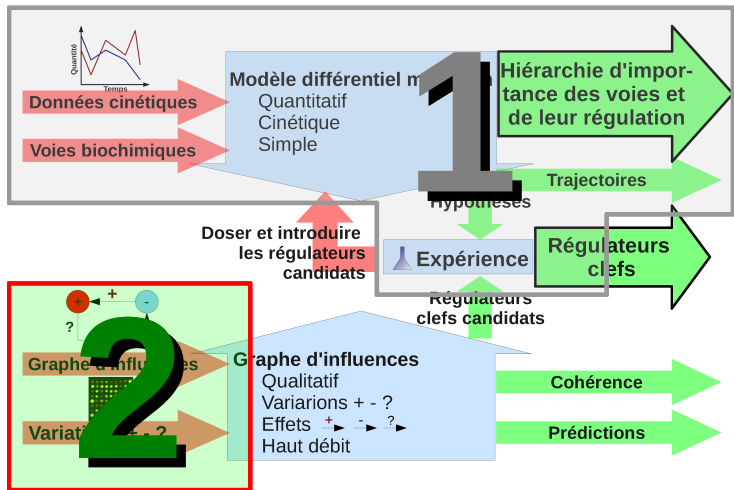 Quantité
Temps
Données cinétiques
Voies biochimiques
Modèle différentiel m
Quantitatif
Cinétique
Simple
1
Hiérarchie d'impor-
tance des voies et
de leur régulation
Trajectoires
Hypothèses
Doser et introduire
les régulateurs
candidats
Expérience
Régulateurs
clefs
Régulateurs
clefs candidats
+ + -
?
2
Graphe d'influences
Variati + - ?
Graphe d'influences
Qualitatif
Variarions + - ?
Effets + - ?
Haut débit
Cohérence
Prédictions